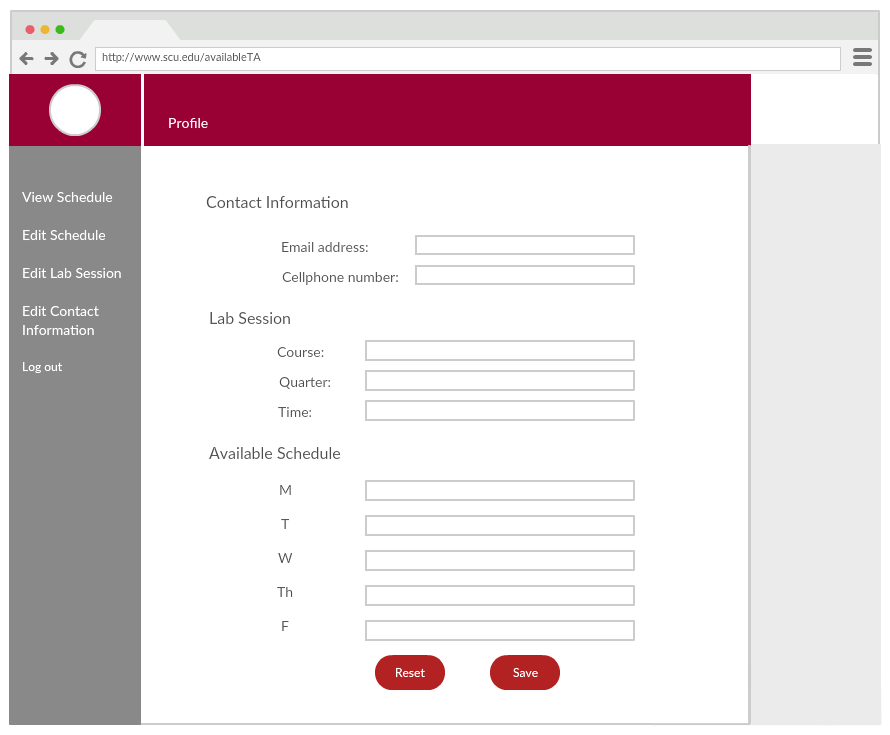 http://www.scu.edu/availableTA
Profile
View Schedule
Edit Schedule
Edit Lab Session
Edit Contact
Information
Log out
Contact Information
Email address:
Cellphone number:
Lab Session
Course:
Quarter:
Time:
Available Schedule
M
T
W
Th
F
Reset
Save